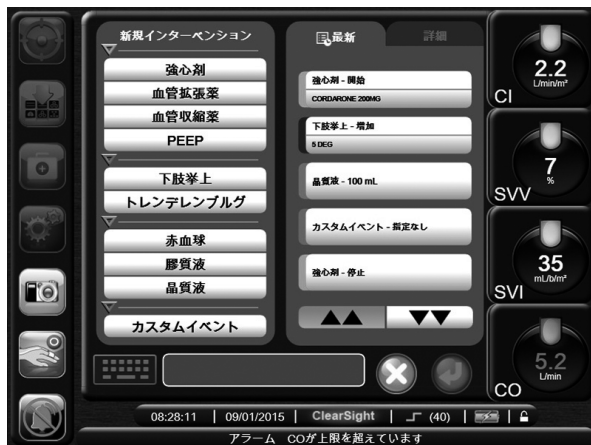 新規インターベンション
強心剤
血管拡張薬
血管収縮薬
PEEP
下肢挙上
トレンデレンブルグ
赤血球
膠質液
晶質液
カスタムイベント
最新
詳細
強心剤 - 開始
CORDARONE 200MG
下肢挙上 - 増加
5 DEG
晶質液 - 100 mL
カスタムイベント - 指定なし
強心剤 - 停止
2.2
L/min/m²
CI
7
%
SVV
35
mL/b/m²
SVI
5.2
L/min
CO
08:28:11 | 09/01/2015 | ClearSight | (40)
アラーム COが上限を超えています